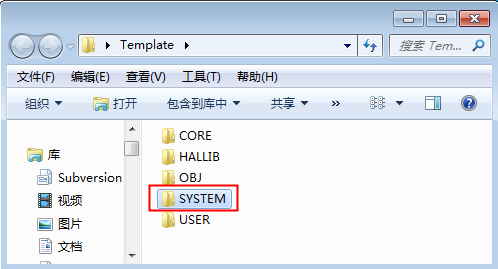 Template
搜索 Tem...
文件(F) 编辑(E) 查看(V) 工具(T) 帮助(H)
组织 打开 包含到库中 共享 »
库
Subversion
视频
图片
文档
CORE
HALLIB
OBJ
SYSTEM
USER